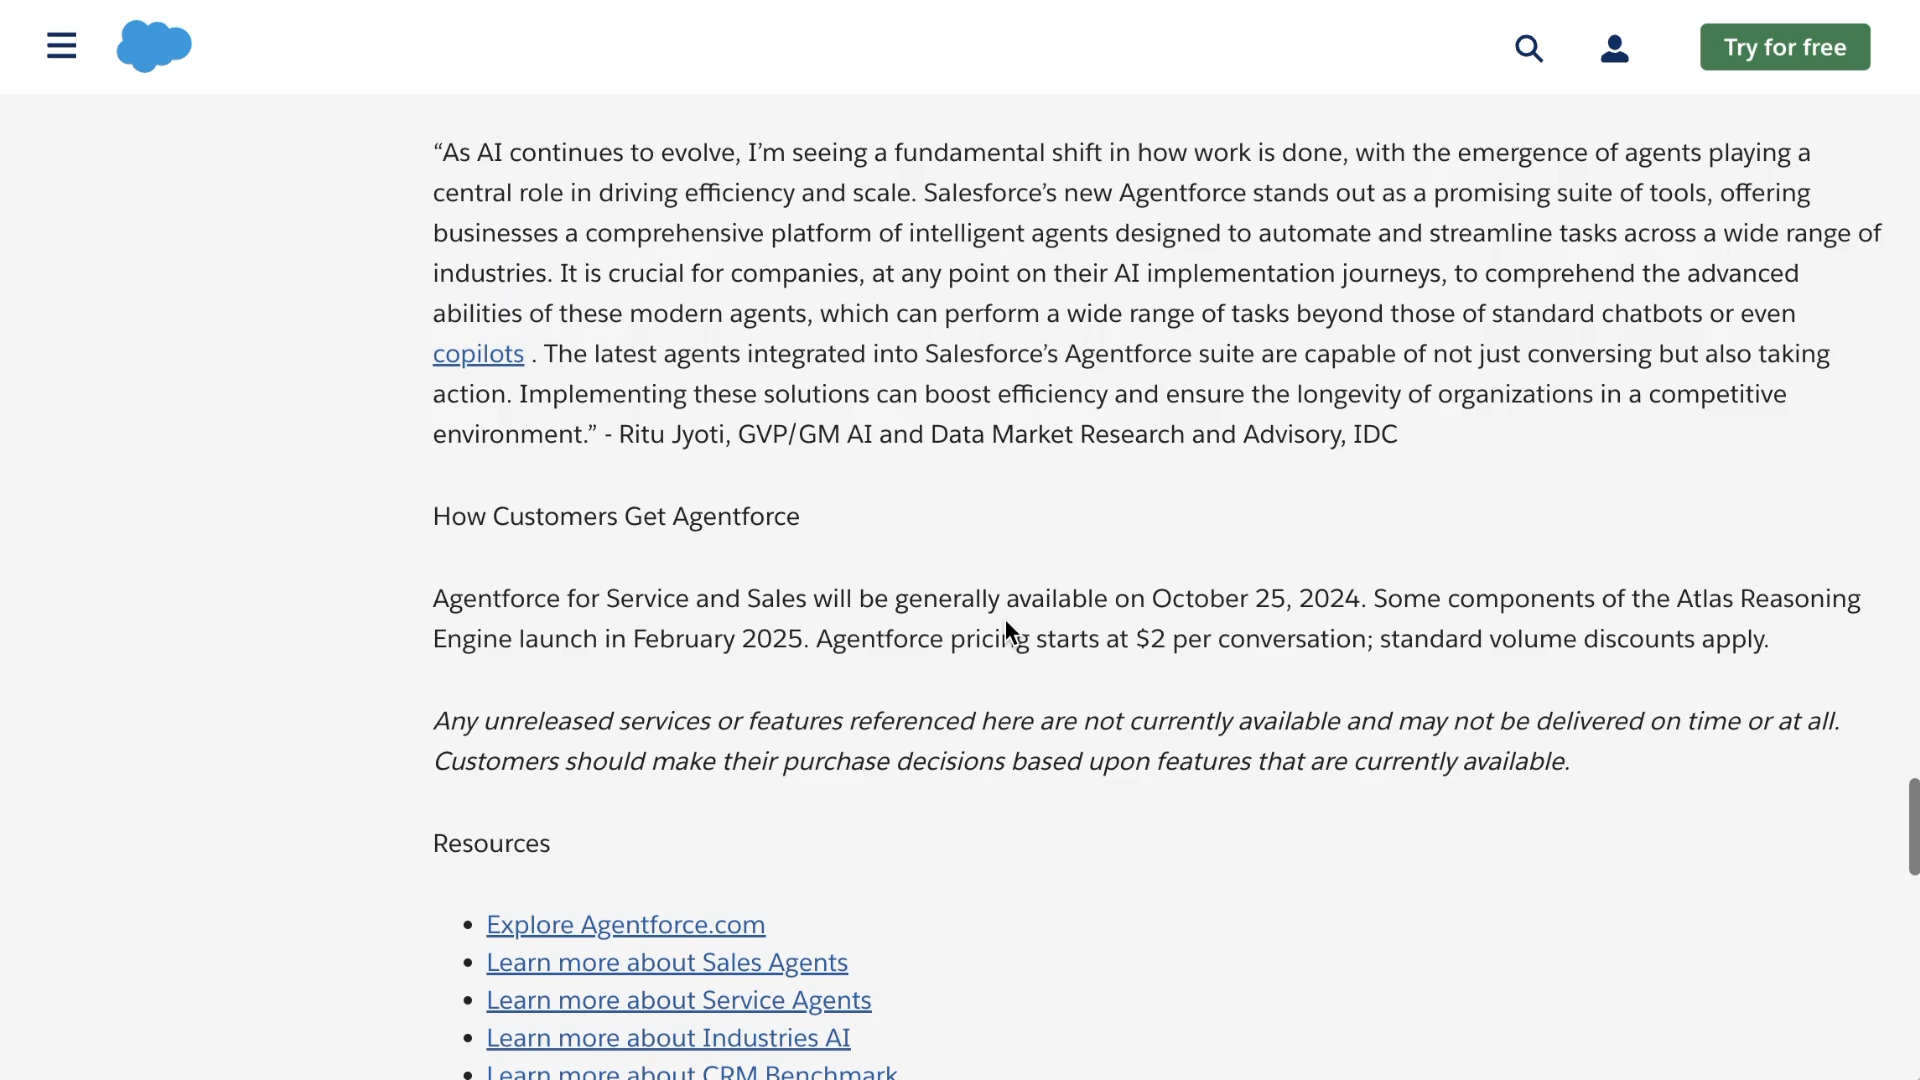 Try for free
“As AI continues to evolve, I’m seeing a fundamental shift in how work is done, with the emergence of agents playing a
central role in driving efficiency and scale. Salesforce’s new Agentforce stands out as a promising suite of tools, offering
businesses a comprehensive platform of intelligent agents designed to automate and streamline tasks across a wide range of
industries. It is crucial for companies, at any point on their AI implementation journeys, to comprehend the advanced
abilities of these modern agents, which can perform a wide range of tasks beyond those of standard chatbots or even
copilots . The latest agents integrated into Salesforce’s Agentforce suite are capable of not just conversing but also taking
action. Implementing these solutions can boost efficiency and ensure the longevity of organizations in a competitive
environment.” - Ritu Jyoti, GVP/GM AI and Data Market Research and Advisory, IDC
How Customers Get Agentforce
Agentforce for Service and Sales will be generally available on October 25, 2024. Some components of the Atlas Reasoning
Engine launch in February 2025. Agentforce pricing starts at $2 per conversation; standard volume discounts apply.
Any unreleased services or features referenced here are not currently available and may not be delivered on time or at all.
Customers should make their purchase decisions based upon features that are currently available.
Resources
• Explore Agentforce.com
• Learn more about Sales Agents
• Learn more about Service Agents
• Learn more about Industries AI
• Learn more about CRM Benchmark